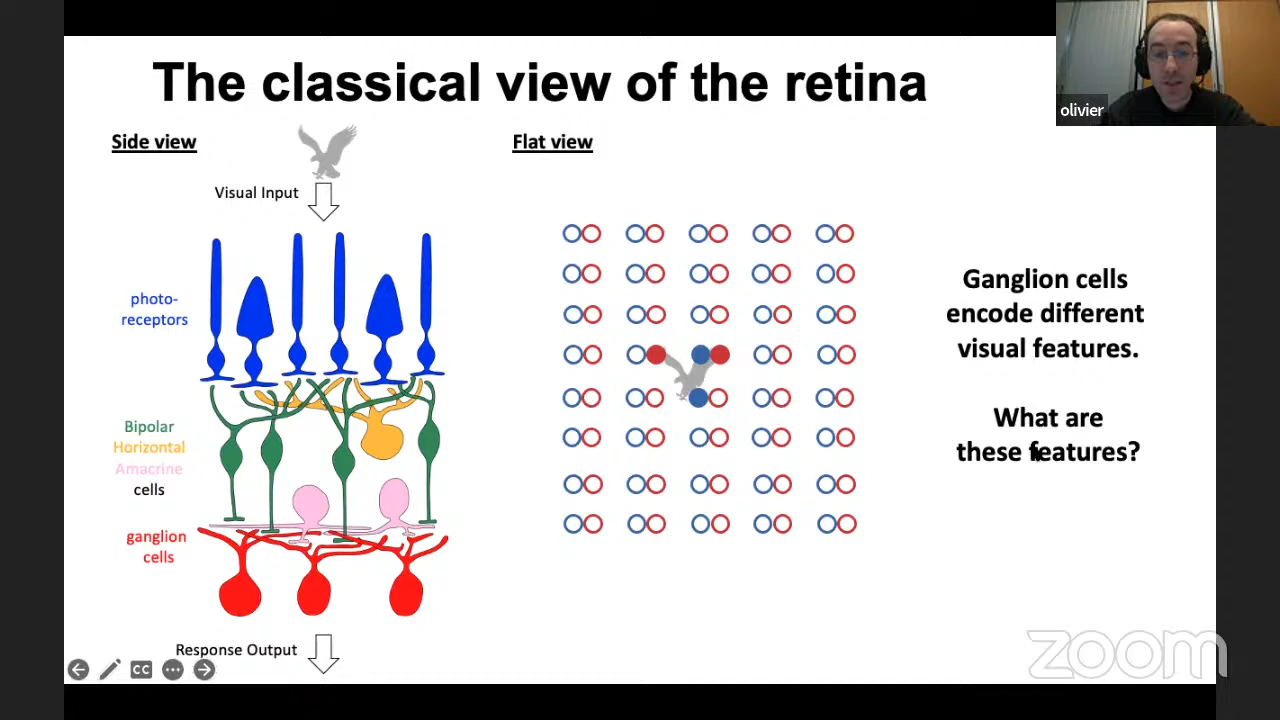 The classical view of the retina
olivier
Side view
Flat view
Visual Input
photo-
receptors
Bipolar
Horizontal
Amacrine
cells
ganglion
cells
Response Output
Ganglion cells
encode different
visual features.
What are
these features?
CC
zoom